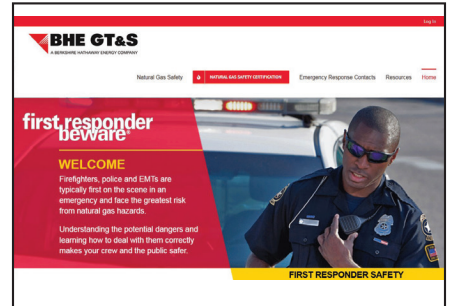 Log In
BHE GT&S
A BERKSHIRE HATHAWAY ENERGY COMPANY
Natural Gas Safety
NATURAL GAS SAFETY CERTIFICATION
Emergency Response Contacts
Resources
Home
first responder
beware
WELCOME
Firefighters, police and EMTs are
typically first on the scene in an
emergency and face the greatest risk
from natural gas hazards.
Understanding the potential dangers and
learning how to deal with them correctly
makes your crew and the public safer.
FIRST RESPONDER SAFETY